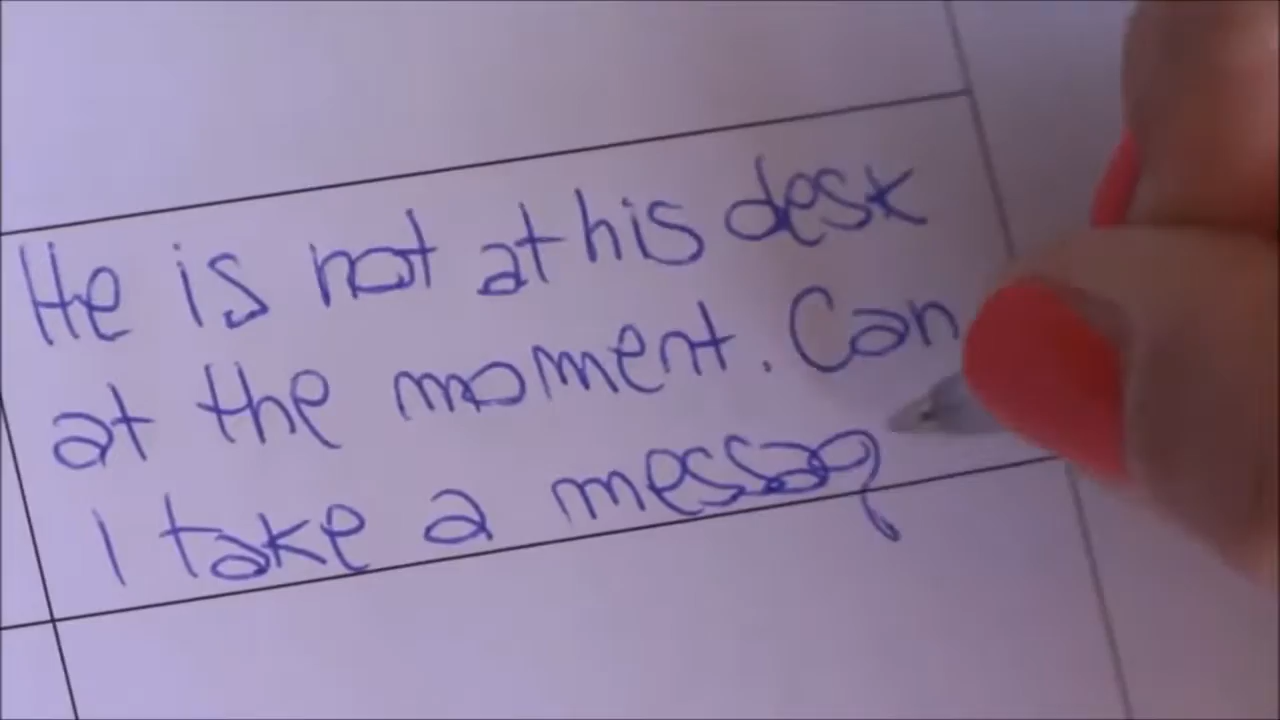 He is not at his desk
at the moment. Can
I take a messag